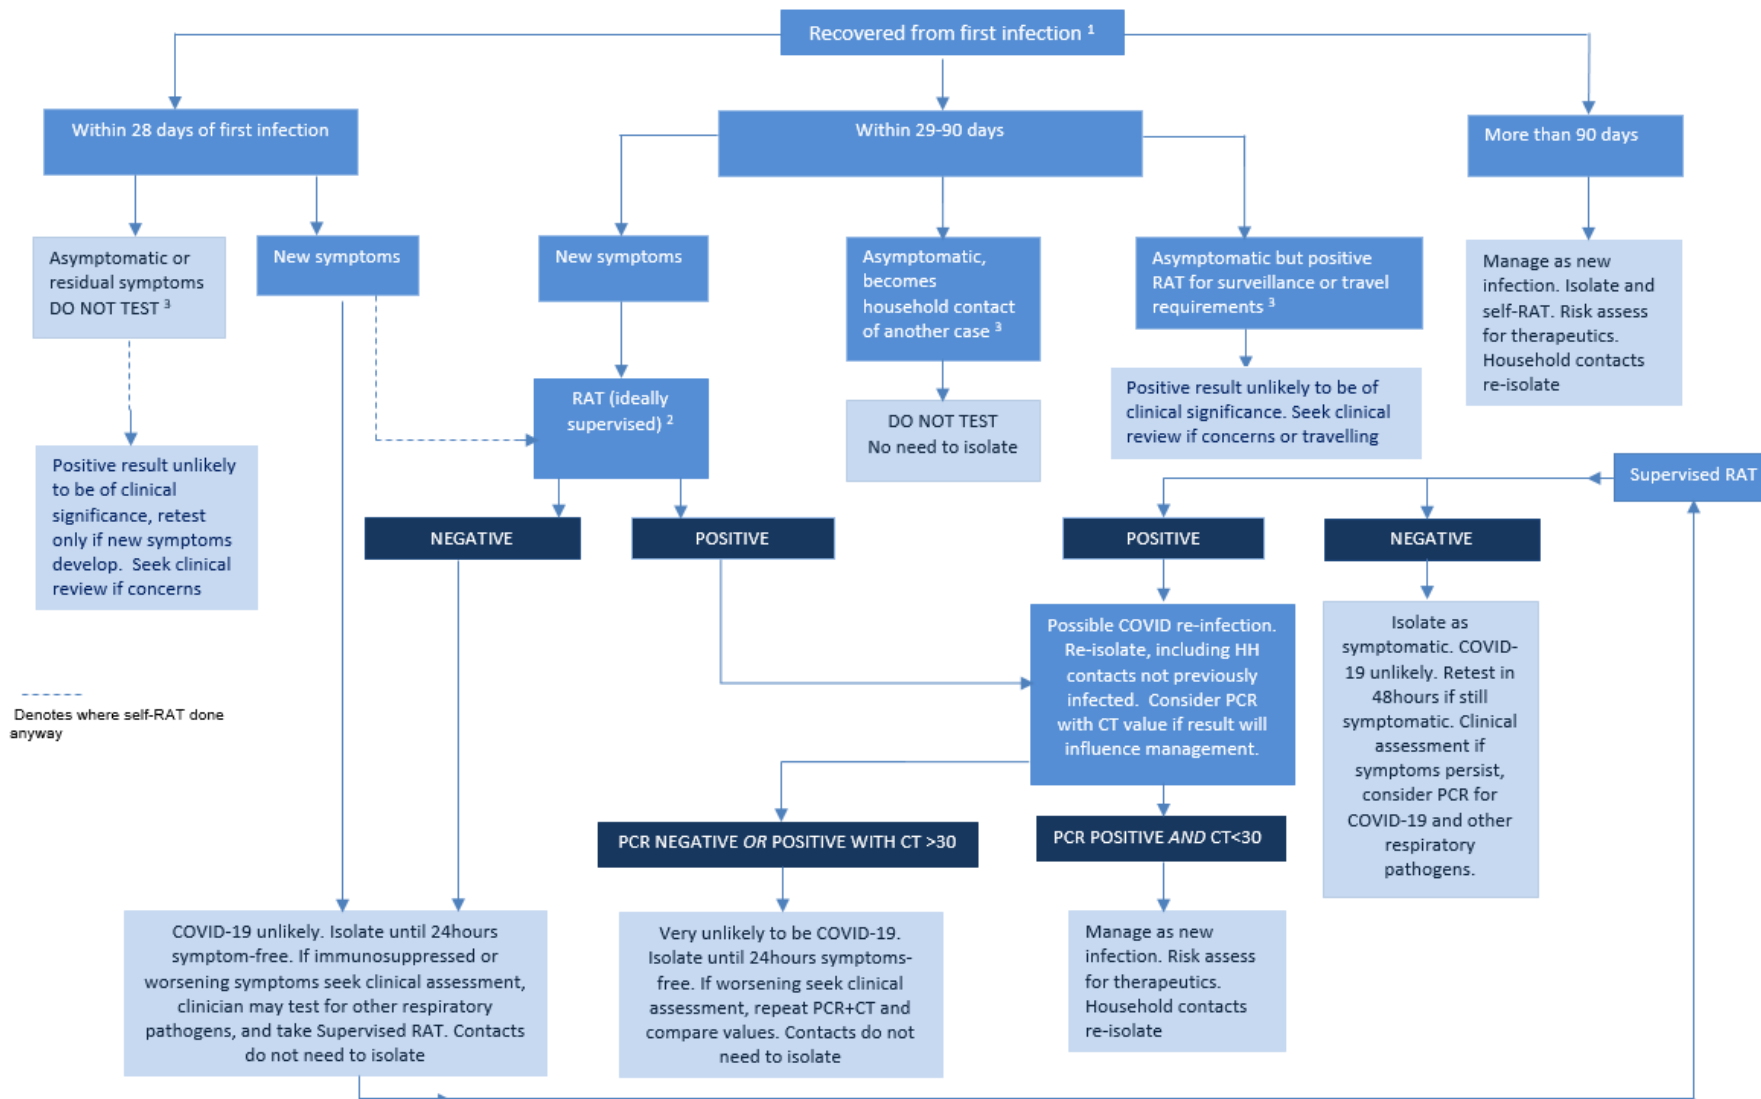 Recovered from first infection ¹
Within 28 days of first infection
Within 29-90 days
More than 90 days
Asymptomatic or
residual symptoms
DO NOT TEST ³
New symptoms
New symptoms
Asymptomatic,
becomes
household contact
of another case ³
Asymptomatic but positive
RAT for surveillance or travel
requirements ³
Manage as new
infection. Isolate and
self-RAT. Risk assess
for therapeutics.
Household contacts
re-isolate
RAT (ideally
supervised) ²
DO NOT TEST
No need to isolate
Positive result unlikely to be of
clinical significance. Seek clinical
review if concerns or travelling
Positive result unlikely
to be of clinical
significance, retest
only if new symptoms
develop.  Seek clinical
review if concerns
Supervised RAT
NEGATIVE
POSITIVE
POSITIVE
NEGATIVE
Possible COVID re-infection.
Re-isolate, including HH
contacts not previously
infected.  Consider PCR
with CT value if result will
influence management.
Isolate as
symptomatic. COVID-
19 unlikely. Retest in
48hours if still
symptomatic. Clinical
assessment if
symptoms persist,
consider PCR for
COVID-19 and other
respiratory
pathogens.
Denotes where self-RAT done
anyway
PCR NEGATIVE OR POSITIVE WITH CT >30
PCR POSITIVE AND CT<30
COVID-19 unlikely. Isolate until 24hours
symptom-free. If immunosuppressed or
worsening symptoms seek clinical assessment,
clinician may test for other respiratory
pathogens, and take Supervised RAT. Contacts
do not need to isolate
Very unlikely to be COVID-19.
Isolate until 24hours symptoms-
free. If worsening seek clinical
assessment, repeat PCR+CT and
compare values. Contacts do not
need to isolate
Manage as new
infection. Risk assess
for therapeutics.
Household contacts
re-isolate